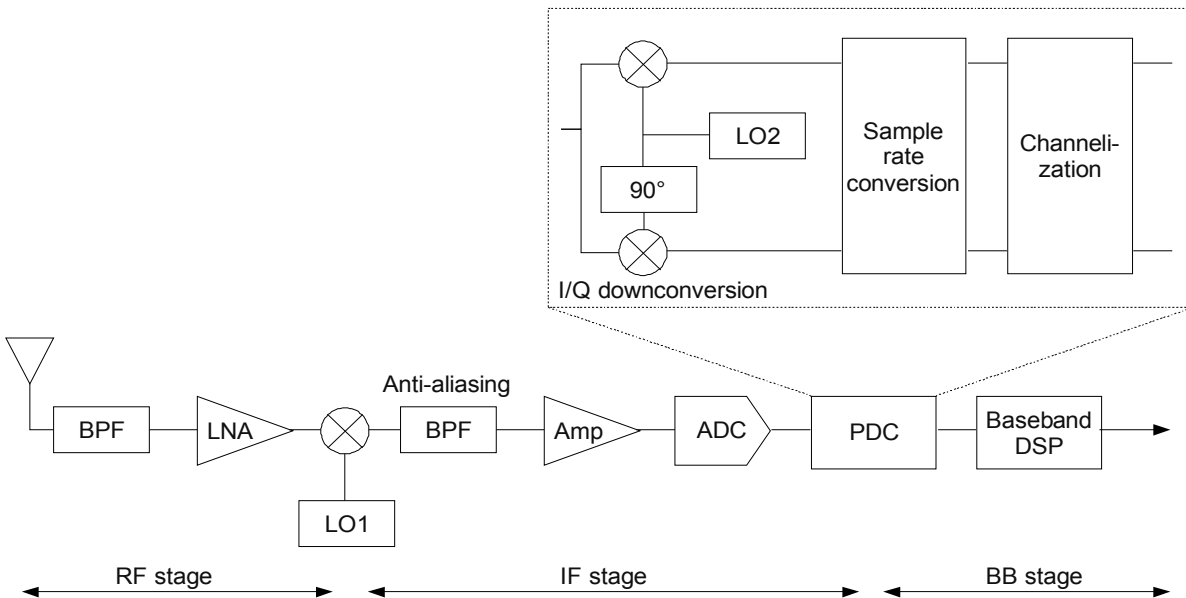 LO2
90°
Sample
rate
conversion
Channeli-
zation
I/Q downconversion
Anti-aliasing
BPF
LNA
BPF
Amp
ADC
PDC
Baseband
DSP
LO1
RF stage
IF stage
BB stage